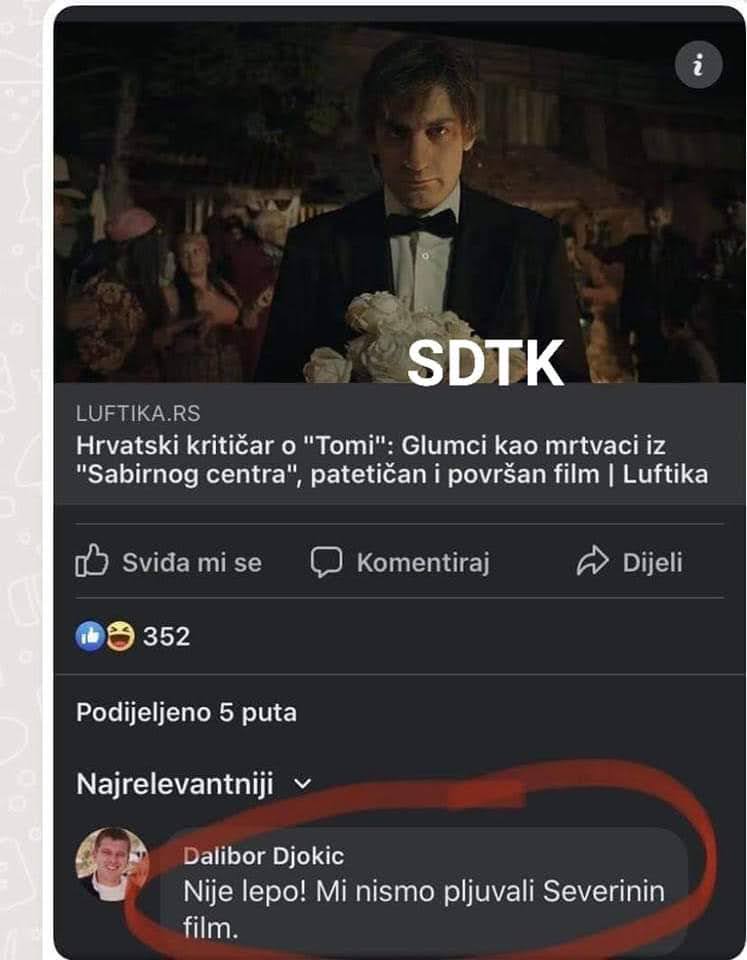 SDTK
LUFTIKA.RS
Hrvatski kritičar o "Tomi": Glumci kao mrtvaci iz
"Sabirnog centra", patetičan i površan film | Luftika
Sviđa mi se
Komentiraj
Dijeli
352
Podijeljeno 5 puta
Najrelevantniji
Dalibor Djokic
Nije lepo! Mi nismo pljuvali Severinin
film.